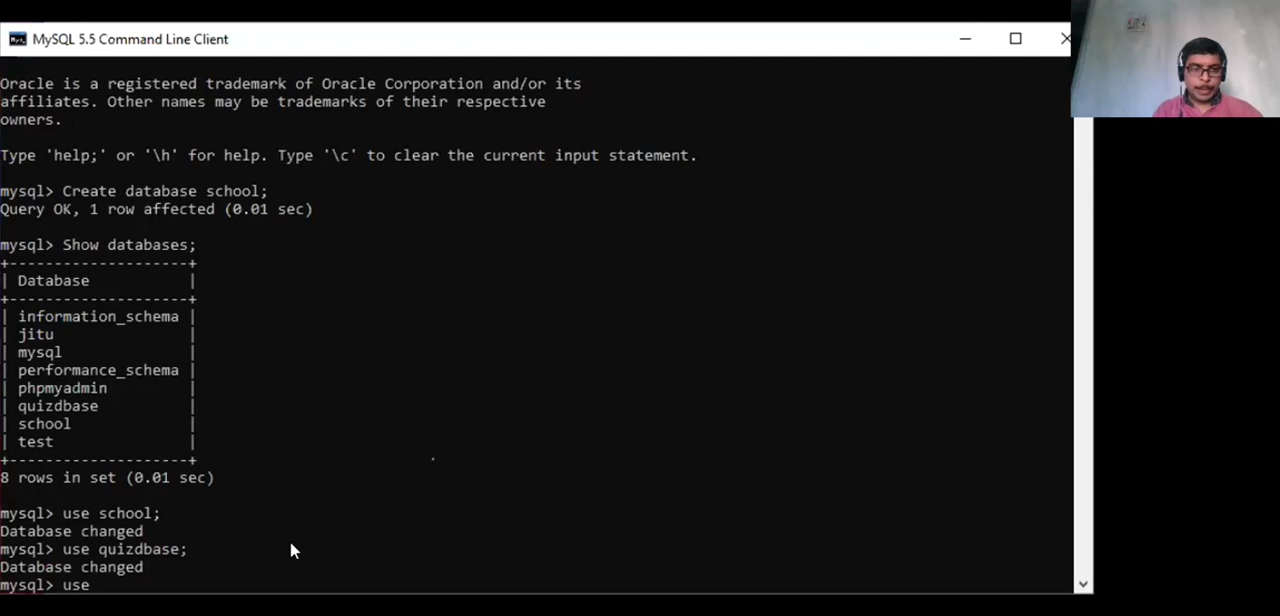 MySQL 5.5 Command Line Client
Oracle is a registered trademark of Oracle Corporation and/or its
affiliates. Other names may be trademarks of their respective
owners.
Type 'help;' or '\h' for help. Type '\c' to clear the current input statement.
mysql> Create database school;
Query OK, 1 row affected (0.01 sec)
mysql> Show databases;
+--------------------+
| Database           |
+--------------------+
| information_schema |
| jitu               |
| mysql              |
| performance_schema |
| phpmyadmin         |
| quizdbase          |
| school             |
| test               |
+--------------------+
8 rows in set (0.01 sec)
mysql> use school;
Database changed
mysql> use quizdbase;
Database changed
mysql> use